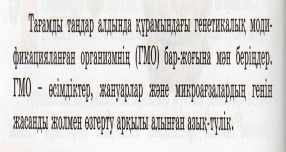 Тағамды таңдар алдында құрамындағы генетикалық моди-
фикацияланған организмнің (ГМО) бар-жоғына мән беріңдер.
ГМО – өсімдіктер, жануарлар және микроағзалардың генін
жасанды жолмен өзгерту арқылы алынған азық-түлік.